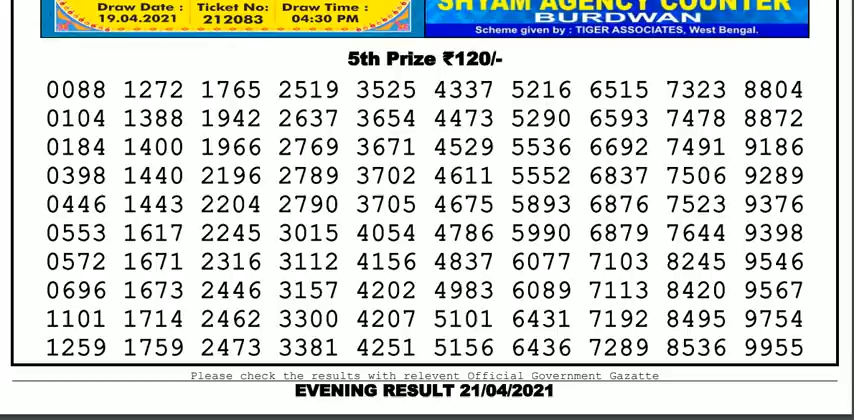 Draw Date : Ticket No: Draw Time :
19.04.2021 212083 04:30 PM
SHYAM AGENCY COUNTER
BURDWAN
Scheme given by : TIGER ASSOCIATES, West Bengal.
5th Prize ₹120/-
0088 1272 1765 2519 3525 4337 5216 6515 7323 8804
0104 1388 1942 2637 3654 4473 5290 6593 7478 8872
0184 1400 1966 2769 3671 4529 5536 6692 7491 9186
0398 1440 2196 2789 3702 4611 5552 6837 7506 9289
0446 1443 2204 2790 3705 4675 5893 6876 7523 9376
0553 1617 2245 3015 4054 4786 5990 6879 7644 9398
0572 1671 2316 3112 4156 4837 6077 7103 8245 9546
0696 1673 2446 3157 4202 4983 6089 7113 8420 9567
1101 1714 2462 3300 4207 5101 6431 7192 8495 9754
1259 1759 2473 3381 4251 5156 6436 7289 8536 9955
Please check the results with relevent Official Government Gazatte
EVENING RESULT 21/04/2021